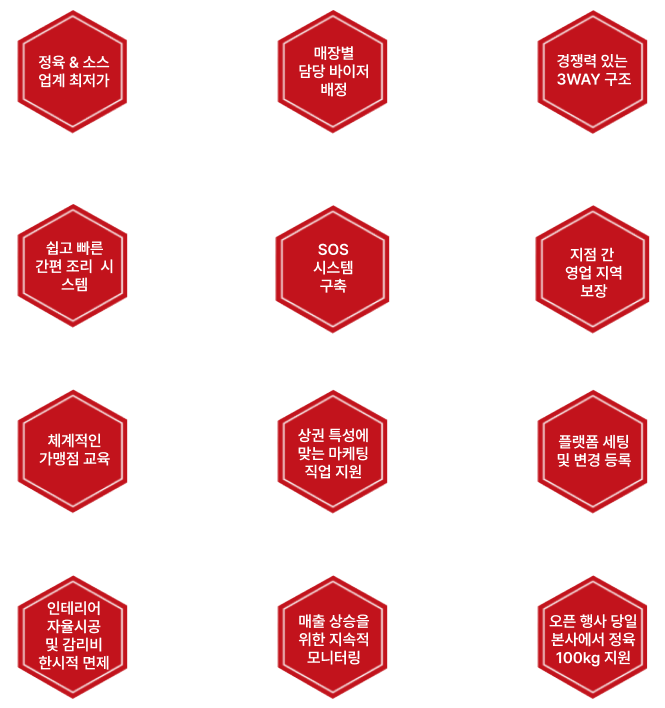 정육 & 소스
업계 최저가
매장별
담당 바이저
배정
경쟁력 있는
3WAY 구조
쉽고 빠른
간편 조리 시
스템
SOS
시스템
구축
지점 간
영업 지역
보장
체계적인
가맹점 교육
상권 특성에
맞는 마케팅
직업 지원
플랫폼 세팅
및 변경 등록
인테리어
자율시공
및 감리비
한시적 면제
매출 상승을
위한 지속적
모니터링
오픈 행사 당일
본사에서 정육
100kg 지원